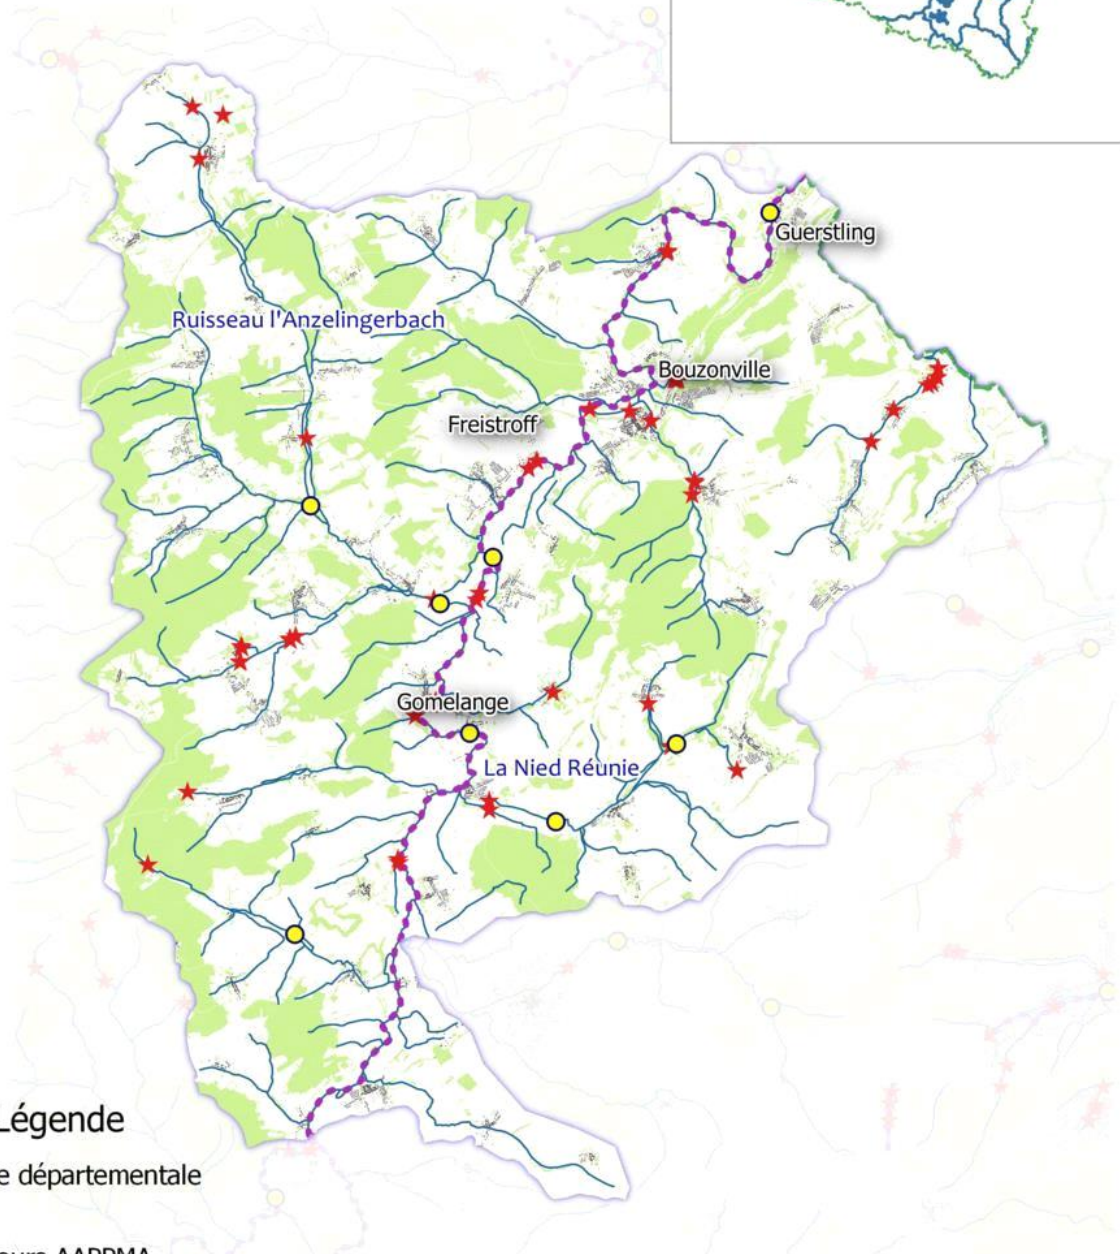 Guerstling
Ruisseau l'Anzelingerbach
Bouzonville
Freistroff
Gomelange
La Nied Réunie
Légende
e départementale